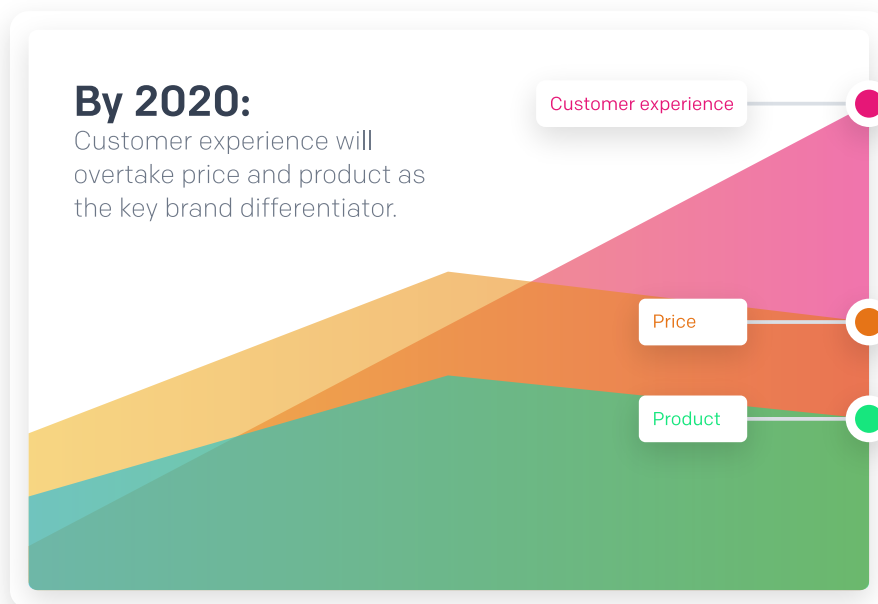 By 2020:
Customer experience will
overtake price and product as
the key brand differentiator.
Customer experience
Price
Product